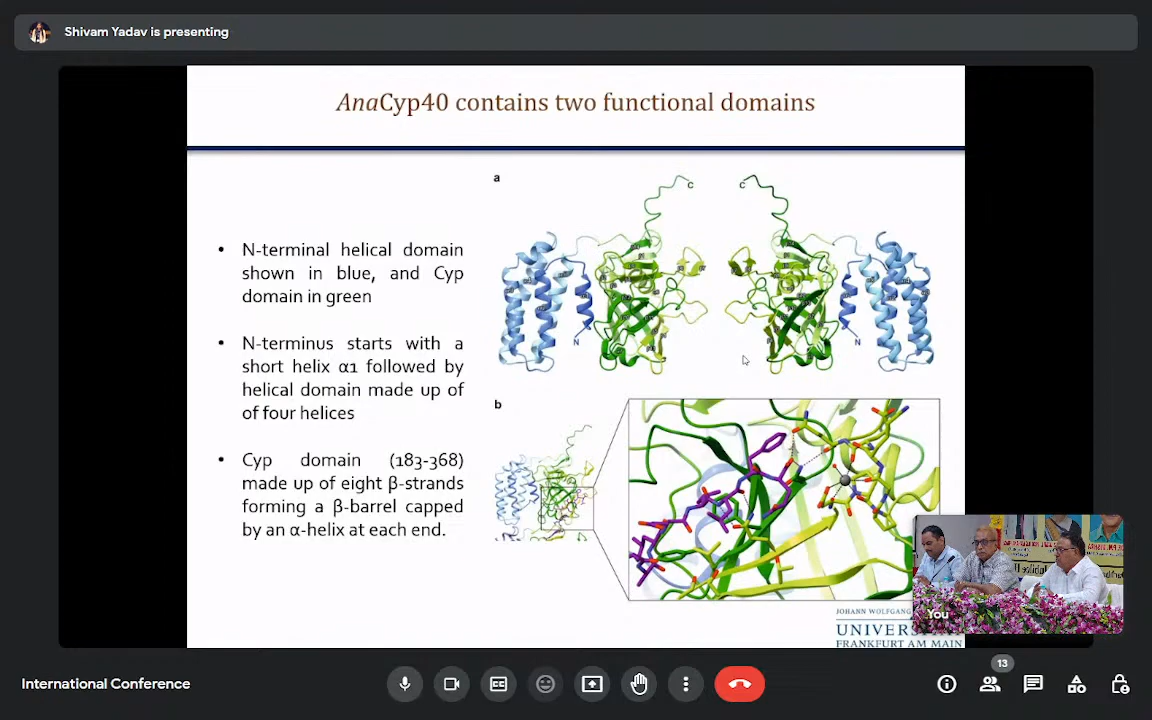 Shivam Yadav is presenting
AnaCyp40 contains two functional domains
• N-terminal helical domain
shown in blue, and Cyp
domain in green
• N-terminus starts with a
short helix α1 followed by
helical domain made up of
of four helices
• Cyp domain (183-368)
made up of eight β-strands
forming a β-barrel capped
by an α-helix at each end.
a
C C
N N
b
JOHANN WOLFGANG
UNIVERS
FRANKFURT AM MAIN
You
International Conference
13